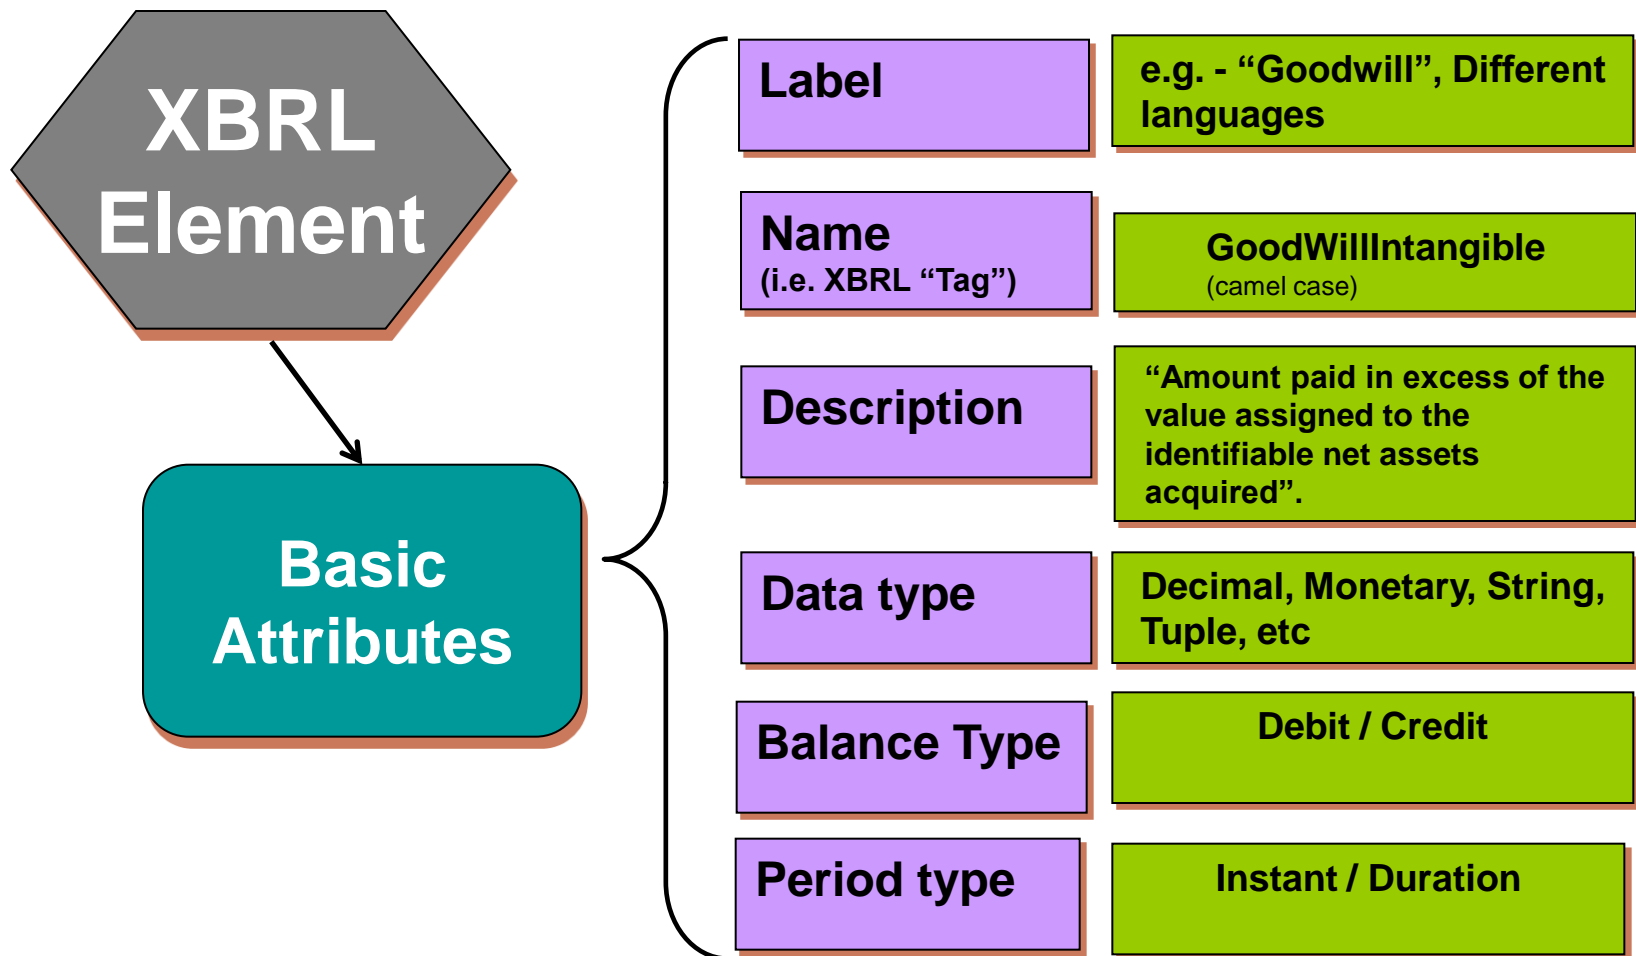 XBRL
Element
Basic
Attributes
Label
e.g. - “Goodwill”, Different
languages
Name
(i.e. XBRL “Tag”)
GoodWillIntangible
(camel case)
Description
“Amount paid in excess of the
value assigned to the
identifiable net assets
acquired”.
Data type
Decimal, Monetary, String,
Tuple, etc
Balance Type
Debit / Credit
Period type
Instant / Duration